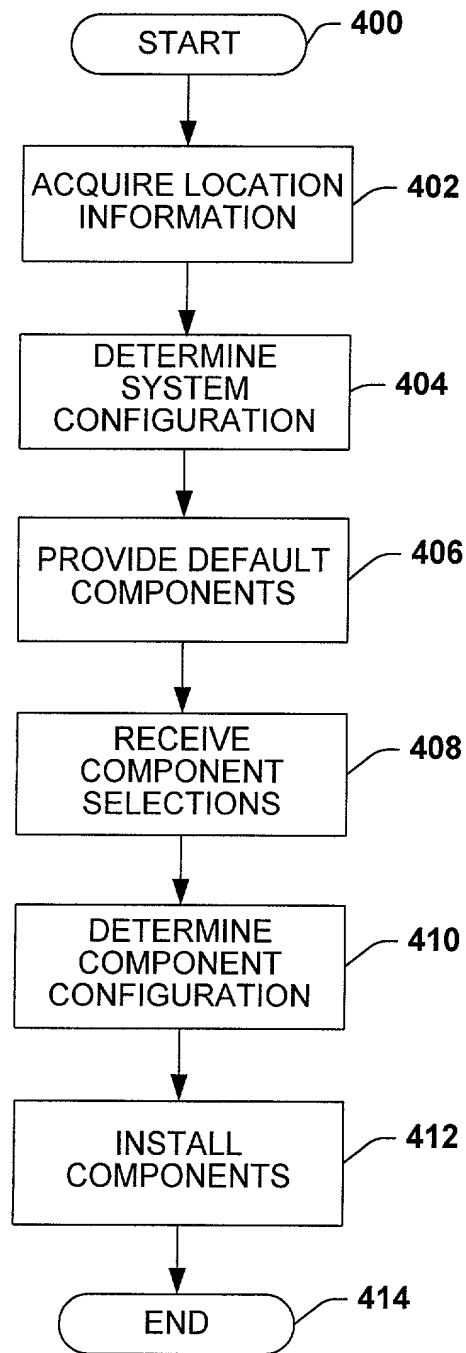 START
400
ACQUIRE LOCATION
INFORMATION
402
DETERMINE
SYSTEM
CONFIGURATION
404
PROVIDE DEFAULT
COMPONENTS
406
RECEIVE
COMPONENT
SELECTIONS
408
DETERMINE
COMPONENT
CONFIGURATION
410
INSTALL
COMPONENTS
412
END
414